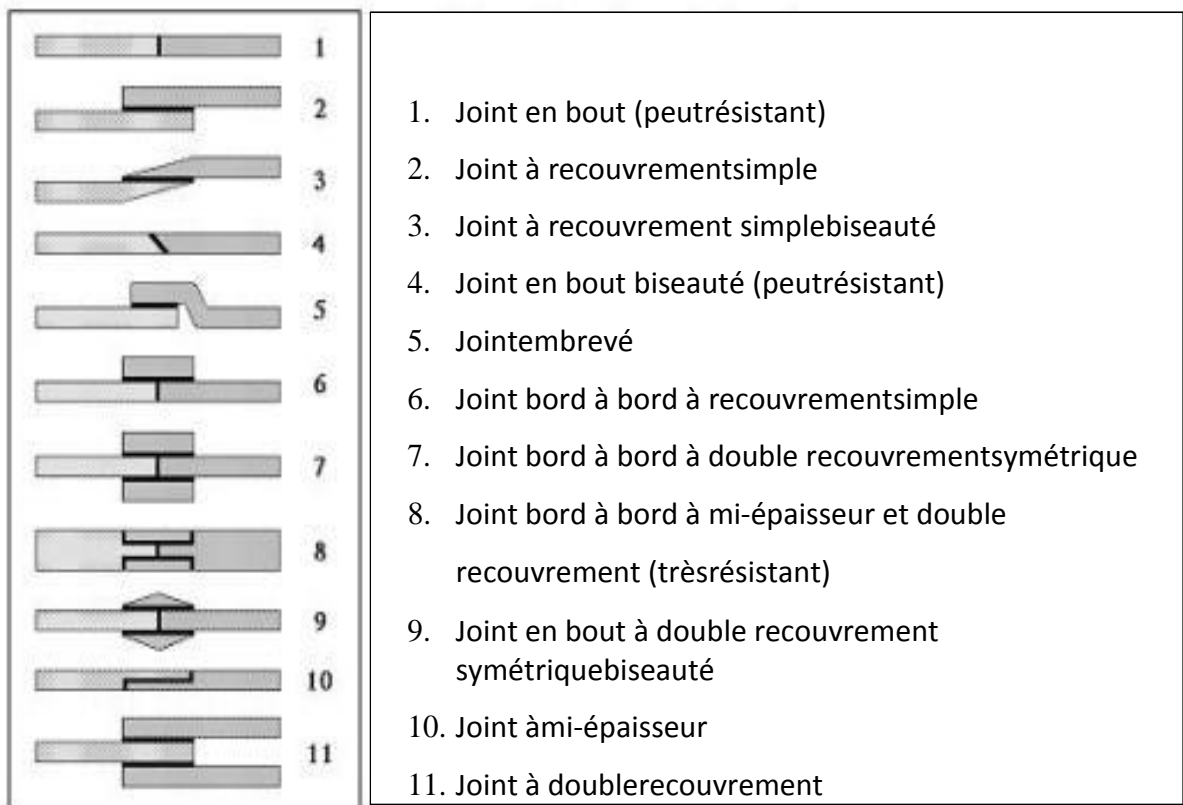 1
2
3
4
5
6
7
8
9
10
11
1. Joint en bout (peutrésistant)
2. Joint à recouvrementsimple
3. Joint à recouvrement simplebiseauté
4. Joint en bout biseauté (peutrésistant)
5. Jointembrevé
6. Joint bord à bord à recouvrementsimple
7. Joint bord à bord à double recouvrementsymétrique
8. Joint bord à bord à mi-épaisseur et double
recouvrement (trèsrésistant)
9. Joint en bout à double recouvrement
symétriquebiseauté
10. Joint àmi-épaisseur
11. Joint à doublerecouvrement